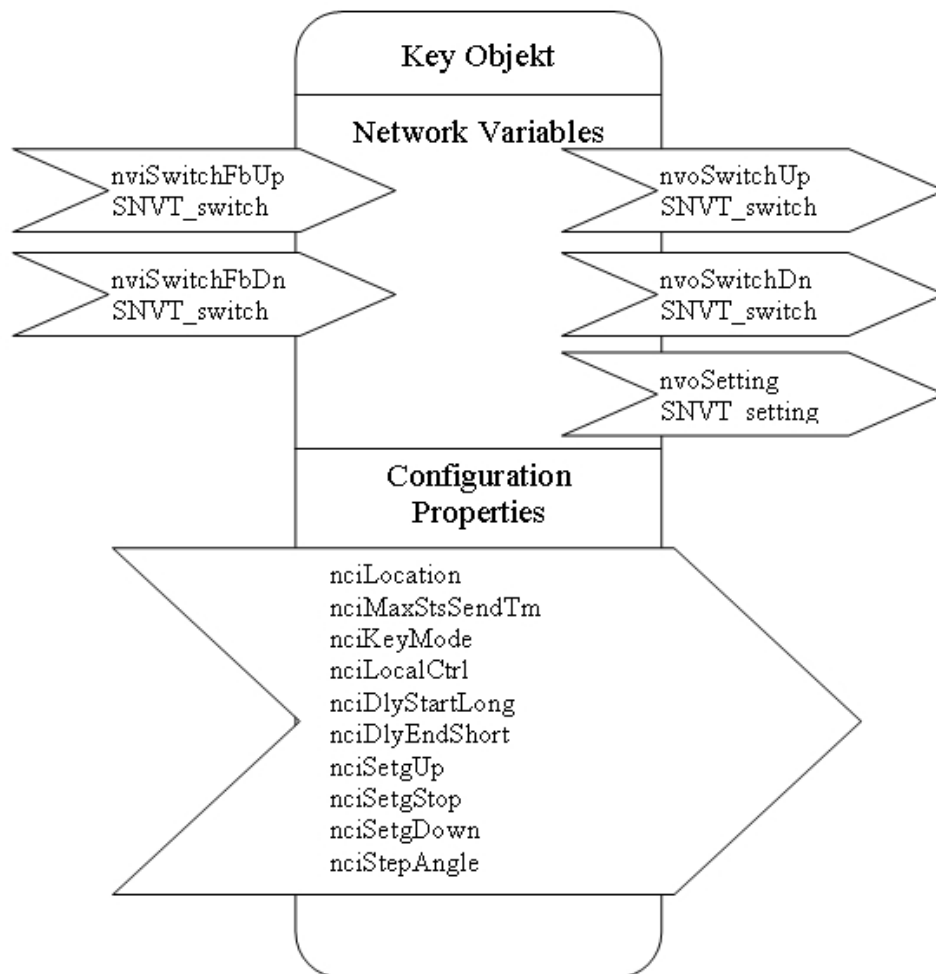 Key Objekt
Network Variables
nviSwitchFbUp
SNVT_switch
nviSwitchFbDn
SNVT_switch
nvoSwitchUp
SNVT_switch
nvoSwitchDn
SNVT_switch
nvoSetting
SNVT_setting
Configuration
Properties
nciLocation
nciMaxStsSendTm
nciKeyMode
nciLocalCtrl
nciDlyStartLong
nciDlyEndShort
nciSetgUp
nciSetgStop
nciSetgDown
nciStepAngle